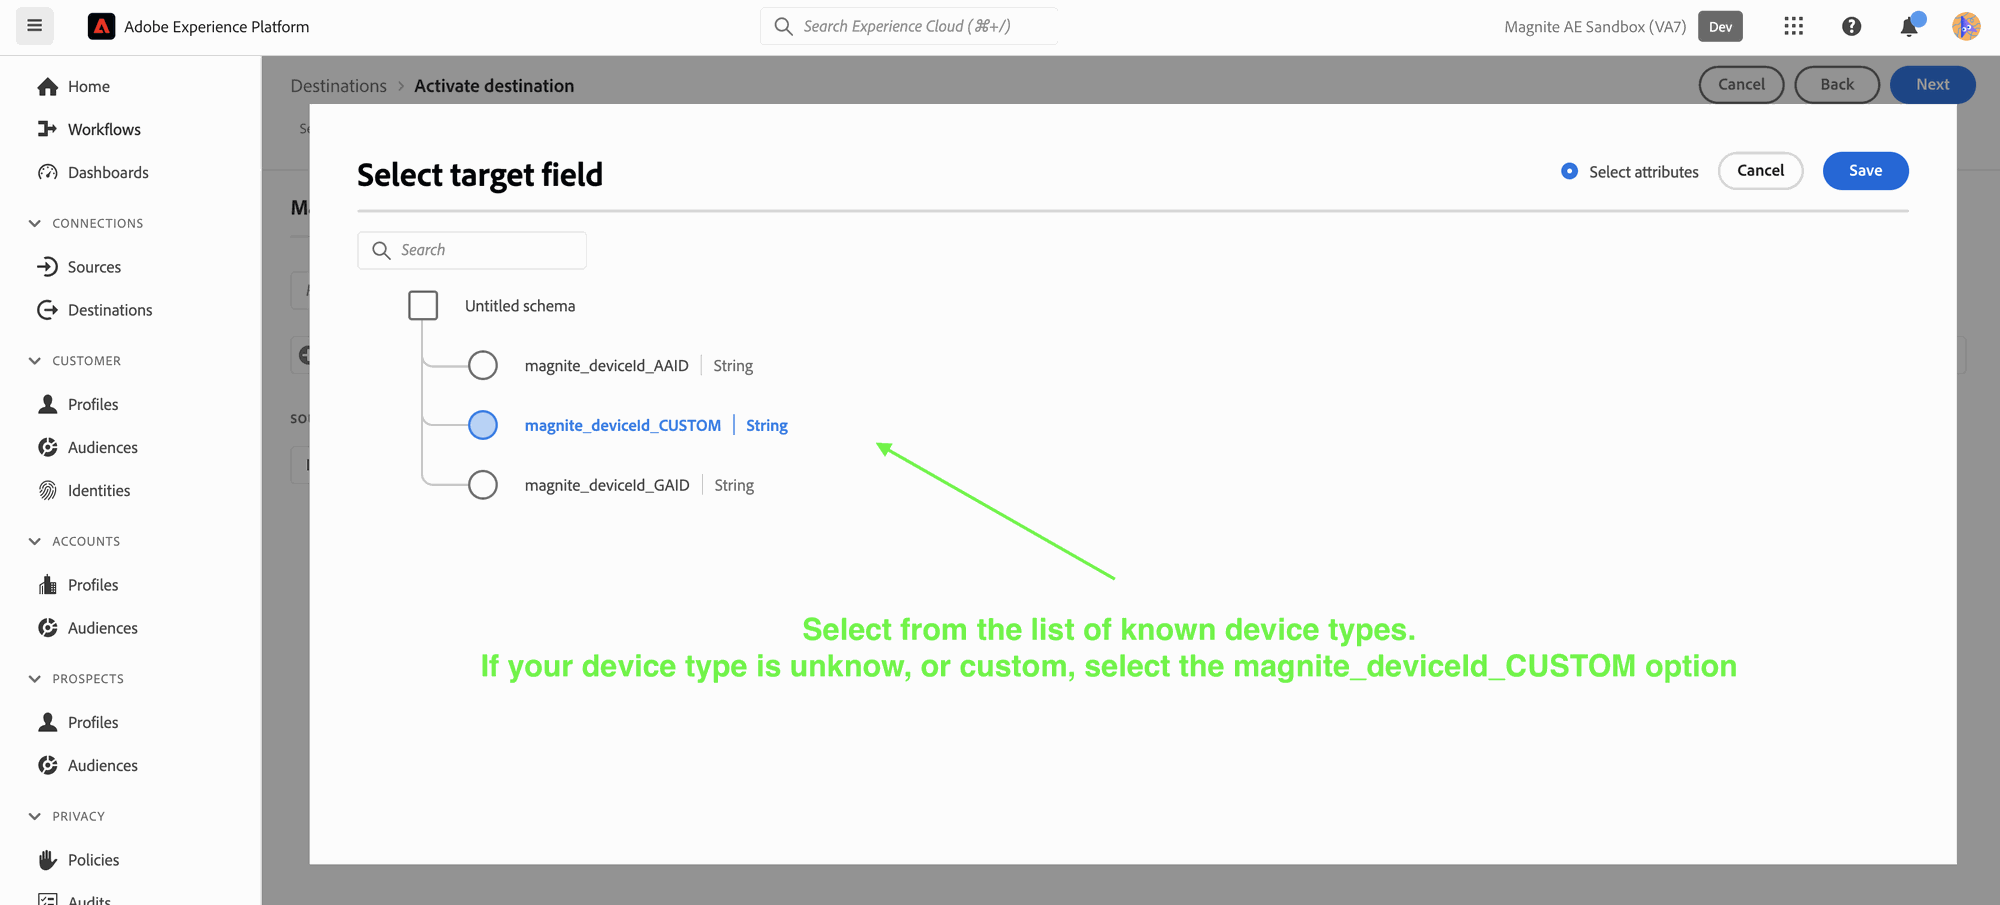 Adobe Experience Platform
Search Experience Cloud (⌘+/)
Magnite AE Sandbox (VA7)
Dev
Home
Workflows
Dashboards
CONNECTIONS
Sources
Destinations
CUSTOMER
Profiles
Audiences
Identities
ACCOUNTS
Profiles
Audiences
PROSPECTS
Profiles
Audiences
PRIVACY
Policies
Audits
Destinations > Activate destination
Cancel
Back
Next
Select target field
Select attributes
Cancel
Save
Search
Untitled schema
magnite_deviceId_AAID | String
magnite_deviceId_CUSTOM | String
magnite_deviceId_GAID | String
Select from the list of known device types.
If your device type is unknow, or custom, select the magnite_deviceId_CUSTOM option